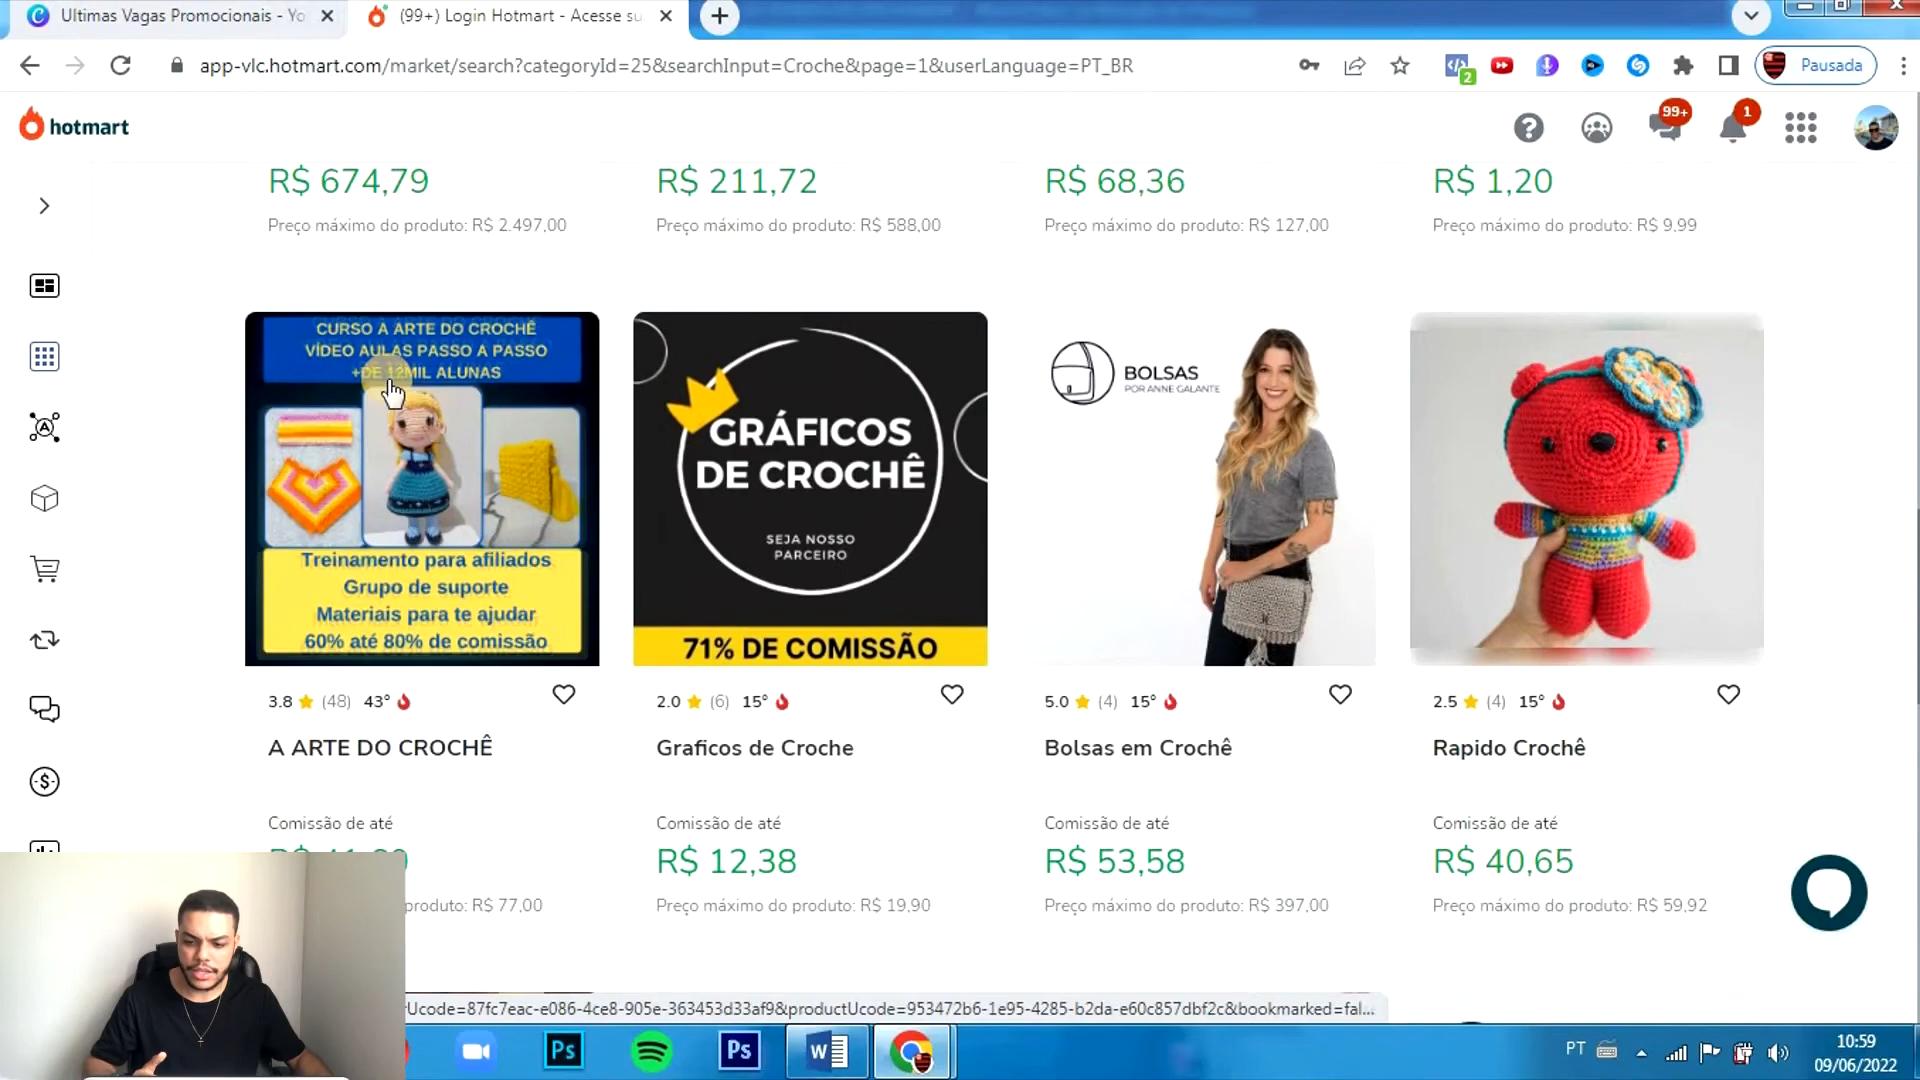 Ultimas Vagas Promocionais - Yo
(99+) Login Hotmart - Acesse su
app-vlc.hotmart.com/market/search?categoryId=25&searchInput=Croche&page=1&userLanguage=PT_BR
2
Pausada
hotmart
99+
1
R$ 674,79
R$ 211,72
R$ 68,36
R$ 1,20
Preço máximo do produto: R$ 2.497,00
Preço máximo do produto: R$ 588,00
Preço máximo do produto: R$ 127,00
Preço máximo do produto: R$ 9,99
CURSO A ARTE DO CROCHÊ
VÍDEO AULAS PASSO A PASSO
+DE 12MIL ALUNAS
Treinamento para afiliados
Grupo de suporte
Materiais para te ajudar
60% até 80% de comissão
GRÁFICOS
DE CROCHÊ
SEJA NOSSO
PARCEIRO
71% DE COMISSÃO
BOLSAS
POR ANNE GALANTE
3.8 (48) 43°
2.0 (6) 15°
5.0 (4) 15°
2.5 (4) 15°
A ARTE DO CROCHÊ
Graficos de Croche
Bolsas em Crochê
Rapido Crochê
Comissão de até
Comissão de até
Comissão de até
Comissão de até
R$ 12,38
R$ 53,58
R$ 40,65
produto: R$ 77,00
Preço máximo do produto: R$ 19,90
Preço máximo do produto: R$ 397,00
Preço máximo do produto: R$ 59,92
Ucode=87fc7eac-e086-4ce8-905e-363453d33af9&productUcode=953472b6-1e95-4285-b2da-e60c857dbf2c&bookmarked=fal...
Ps
Ps
W
PT
10:59
09/06/2022